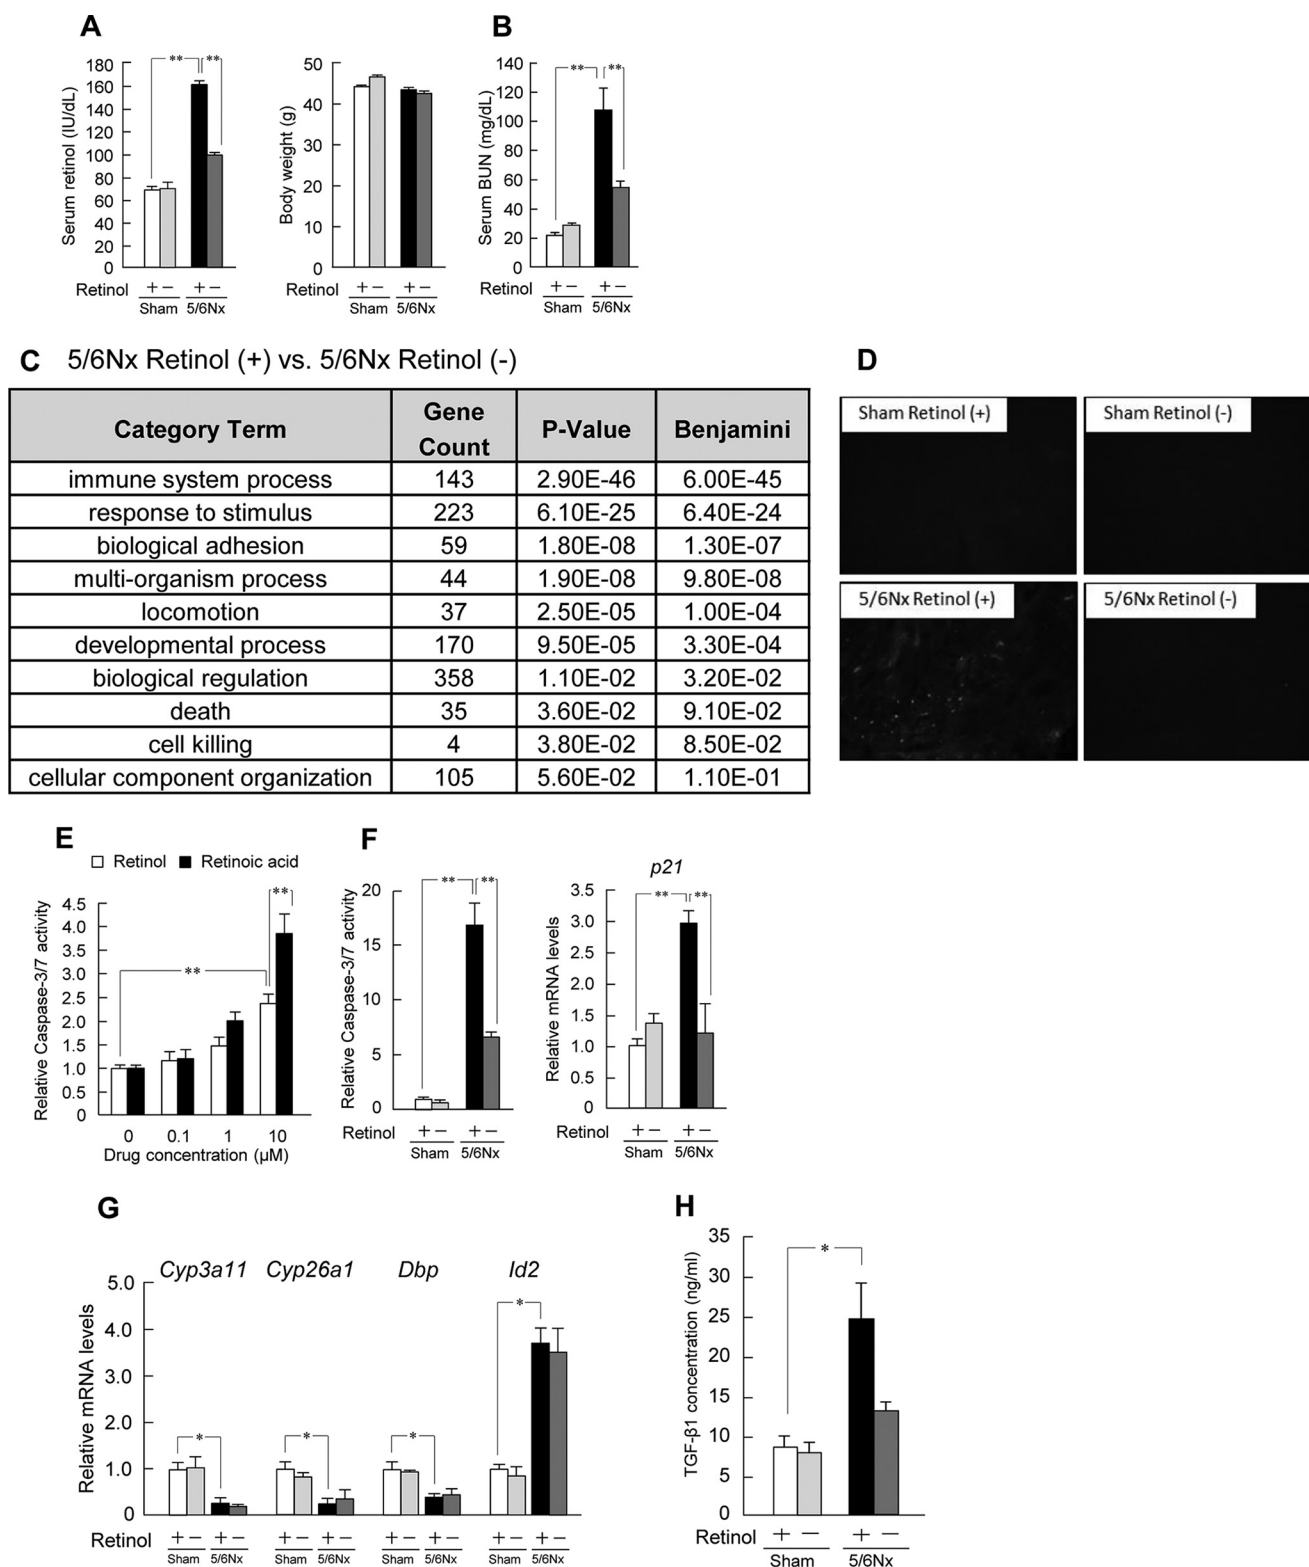 A
Serum retinol (IU/dL)
180
160
140
120
100
80
60
40
20
0
** **
Retinol + − + −
Sham 5/6Nx
Body weight (g)
50
40
30
20
10
0
Retinol + − + −
Sham 5/6Nx
B
Serum BUN (mg/dL)
140
120
100
80
60
40
20
0
** **
Retinol + − + −
Sham 5/6Nx
C 5/6Nx Retinol (+) vs. 5/6Nx Retinol (-)
Category Term Gene Count P-Value Benjamini
immune system process 143 2.90E-46 6.00E-45
response to stimulus 223 6.10E-25 6.40E-24
biological adhesion 59 1.80E-08 1.30E-07
multi-organism process 44 1.90E-08 9.80E-08
locomotion 37 2.50E-05 1.00E-04
developmental process 170 9.50E-05 3.30E-04
biological regulation 358 1.10E-02 3.20E-02
death 35 3.60E-02 9.10E-02
cell killing 4 3.80E-02 8.50E-02
cellular component organization 105 5.60E-02 1.10E-01
D
Sham Retinol (+)
Sham Retinol (-)
5/6Nx Retinol (+)
5/6Nx Retinol (-)
E
Retinol Retinoic acid
Relative Caspase-3/7 activity
4.5
4.0
3.5
3.0
2.5
2.0
1.5
1.0
0.5
0
**
**
0 0.1 1 10
Drug concentration (µM)
F
Relative Caspase-3/7 activity
20
15
10
5
0
** **
Retinol + − + −
Sham 5/6Nx
p21
Relative mRNA levels
3.5
3.0
2.5
2.0
1.5
1.0
0.5
0
** **
Retinol + − + −
Sham 5/6Nx
G
Cyp3a11 Cyp26a1 Dbp Id2
Relative mRNA levels
5.0
4.0
3.0
2.0
1.0
0
* * * *
Retinol + − + − + − + − + − + − + − + −
Sham 5/6Nx Sham 5/6Nx Sham 5/6Nx Sham 5/6Nx
H
TGF-β1 concentration (ng/ml)
35
30
25
20
15
10
5
0
*
Retinol + − + −
Sham 5/6Nx